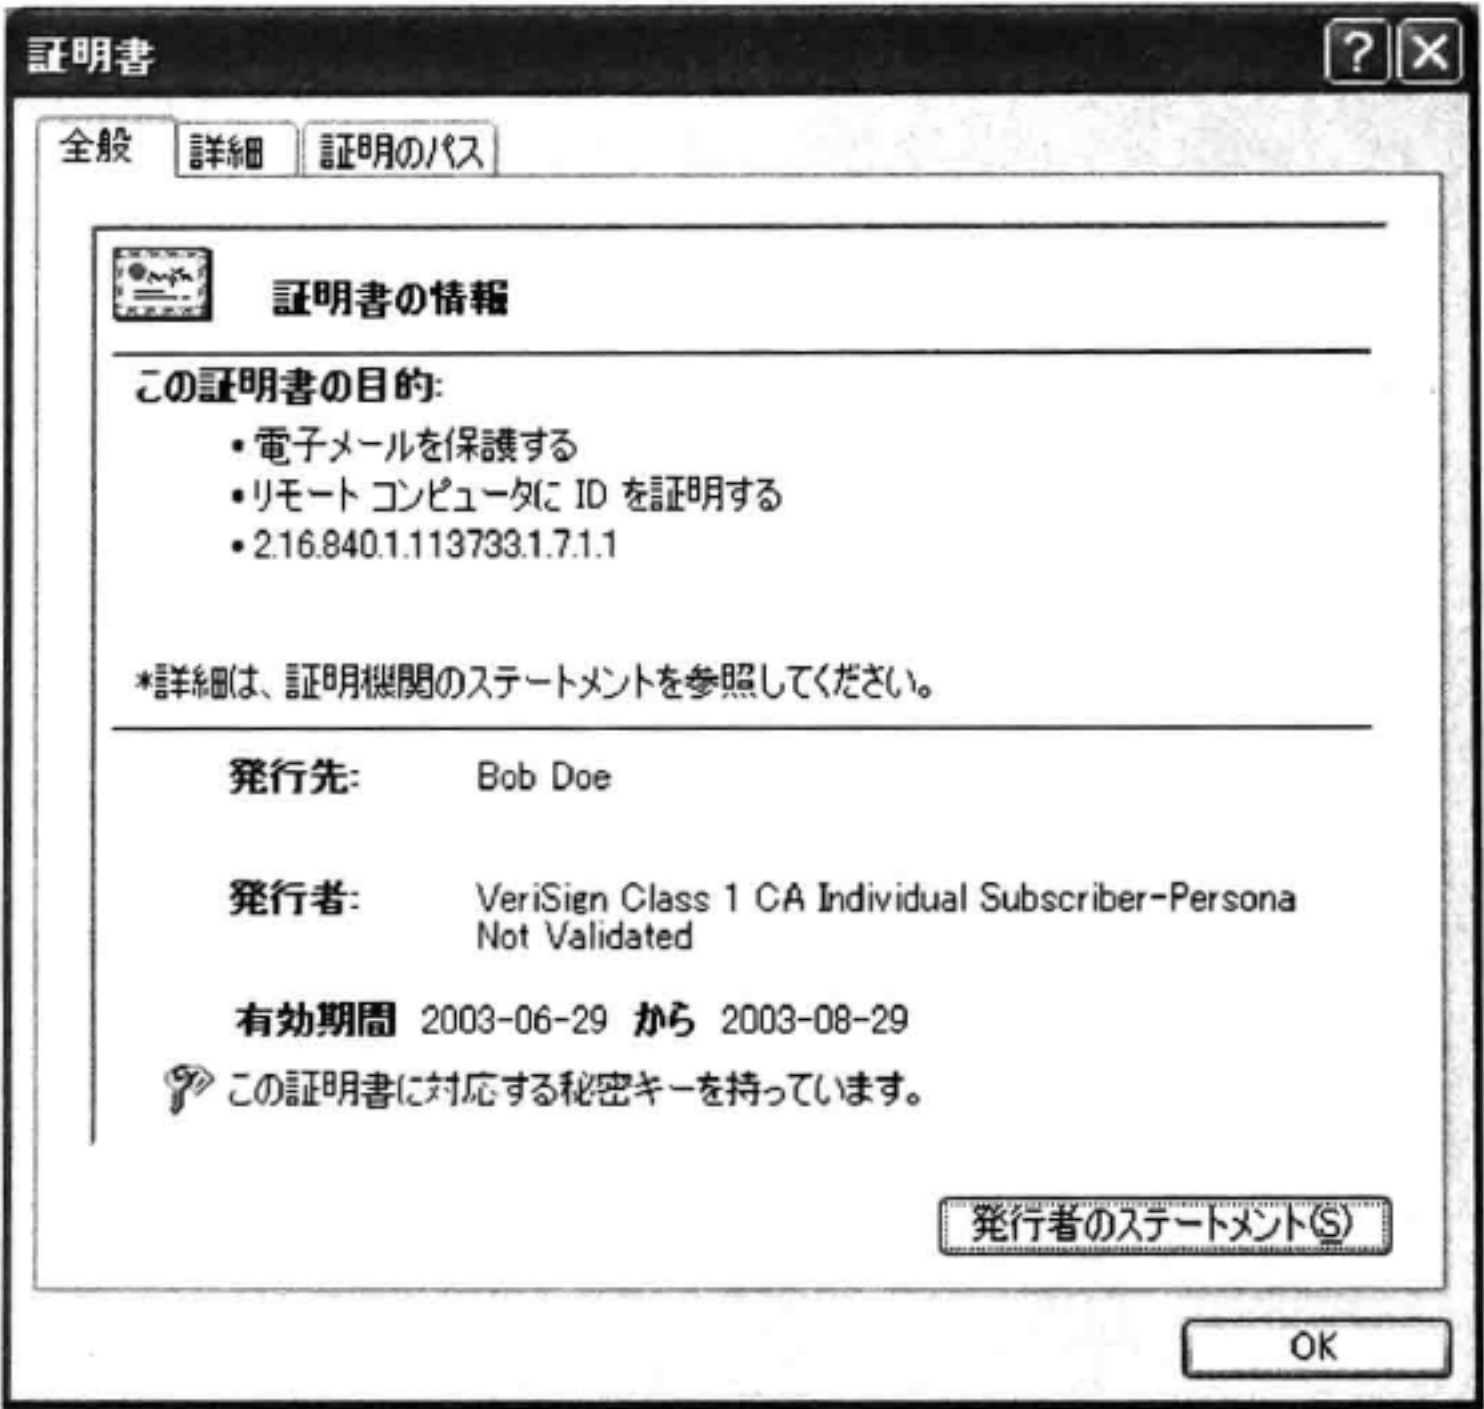 証明書
全般 詳細 証明のパス
証明書の情報
この証明書の目的:
• 電子メールを保護する
• リモート コンピュータに ID を証明する
• 2.16.840.1.113733.1.7.1.1
*詳細は、証明機関のステートメントを参照してください。
発行先: Bob Doe
発行者: VeriSign Class 1 CA Individual Subscriber-Persona
Not Validated
有効期間 2003-06-29 から 2003-08-29
この証明書に対応する秘密キーを持っています。
発行者のステートメント(S)
OK